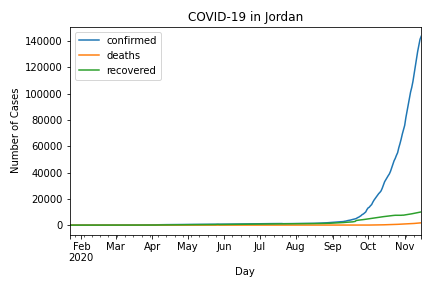 COVID-19 in Jordan
confirmed
deaths
recovered
Number of Cases
140000
120000
100000
80000
60000
40000
20000
0
Feb Mar Apr May Jun Jul Aug Sep Oct Nov
2020
Day